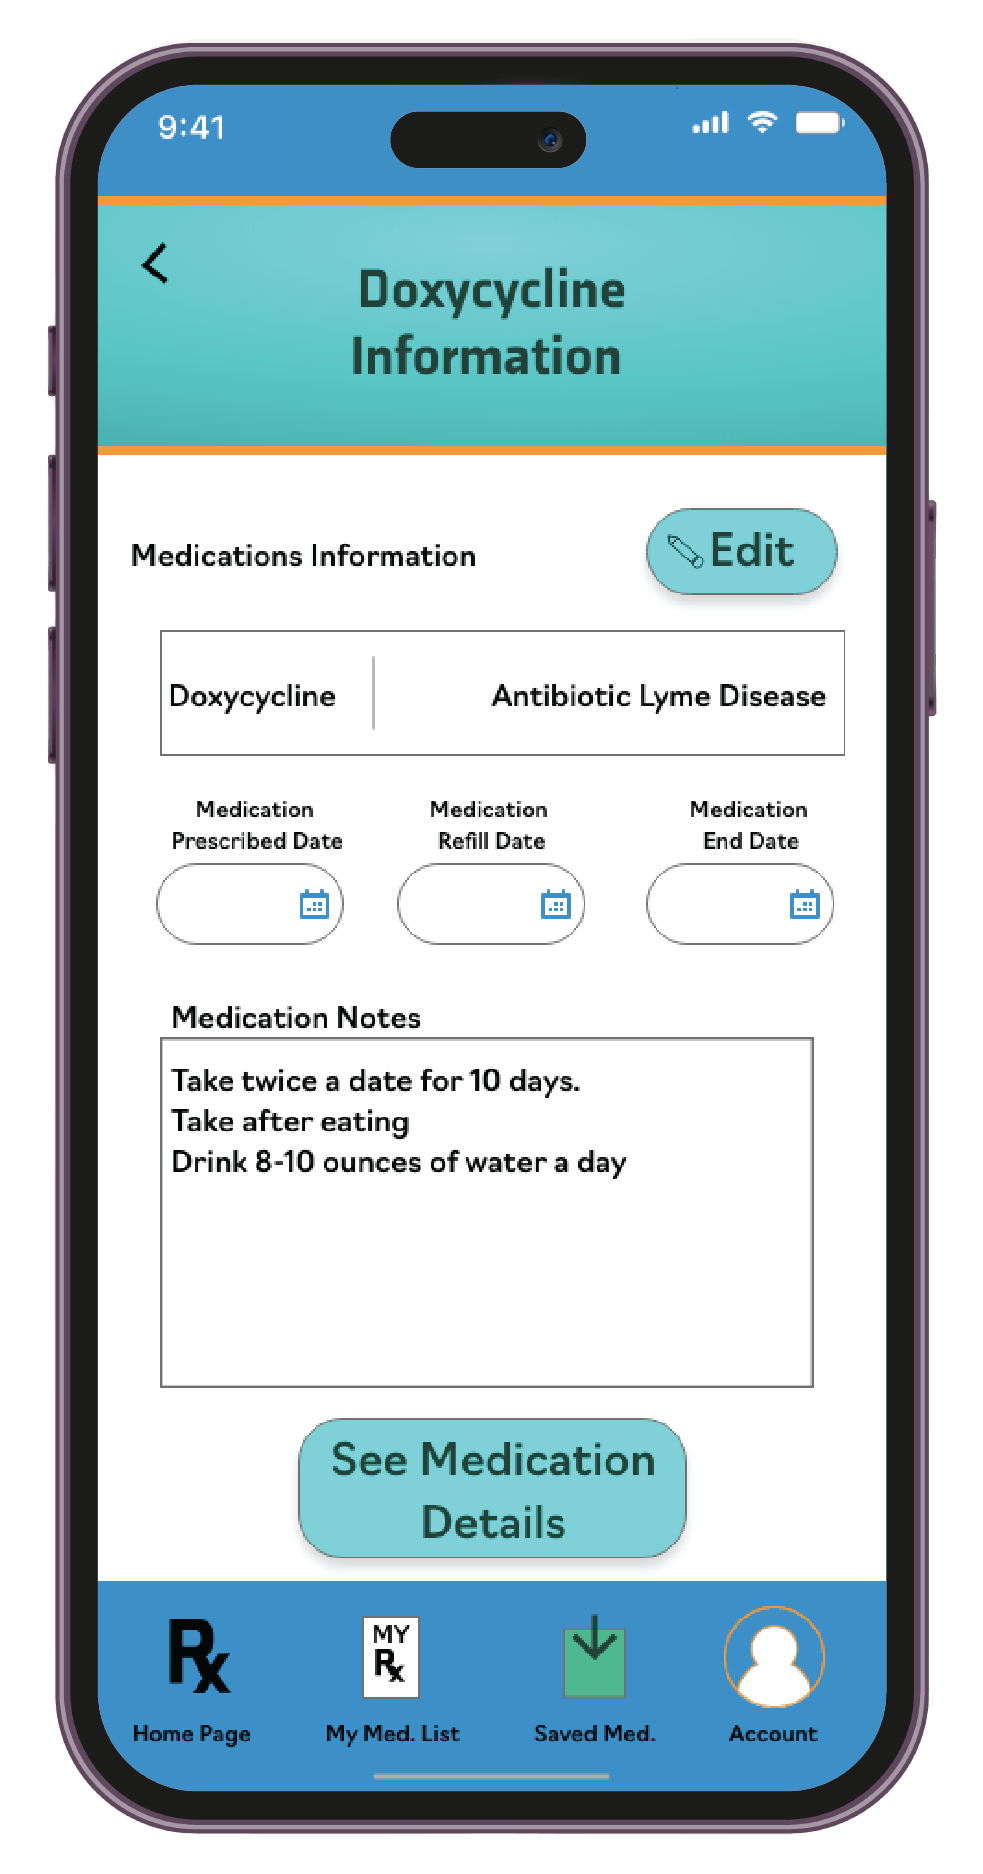 9:41
Doxycycline
Information
Medications Information
Edit
Doxycycline
Antibiotic Lyme Disease
Medication
Prescribed Date
Medication
Refill Date
Medication
End Date
Medication Notes
Take twice a date for 10 days.
Take after eating
Drink 8-10 ounces of water a day
See Medication
Details
Rx
Home Page
MY
Rx
My Med. List
Saved Med.
Account